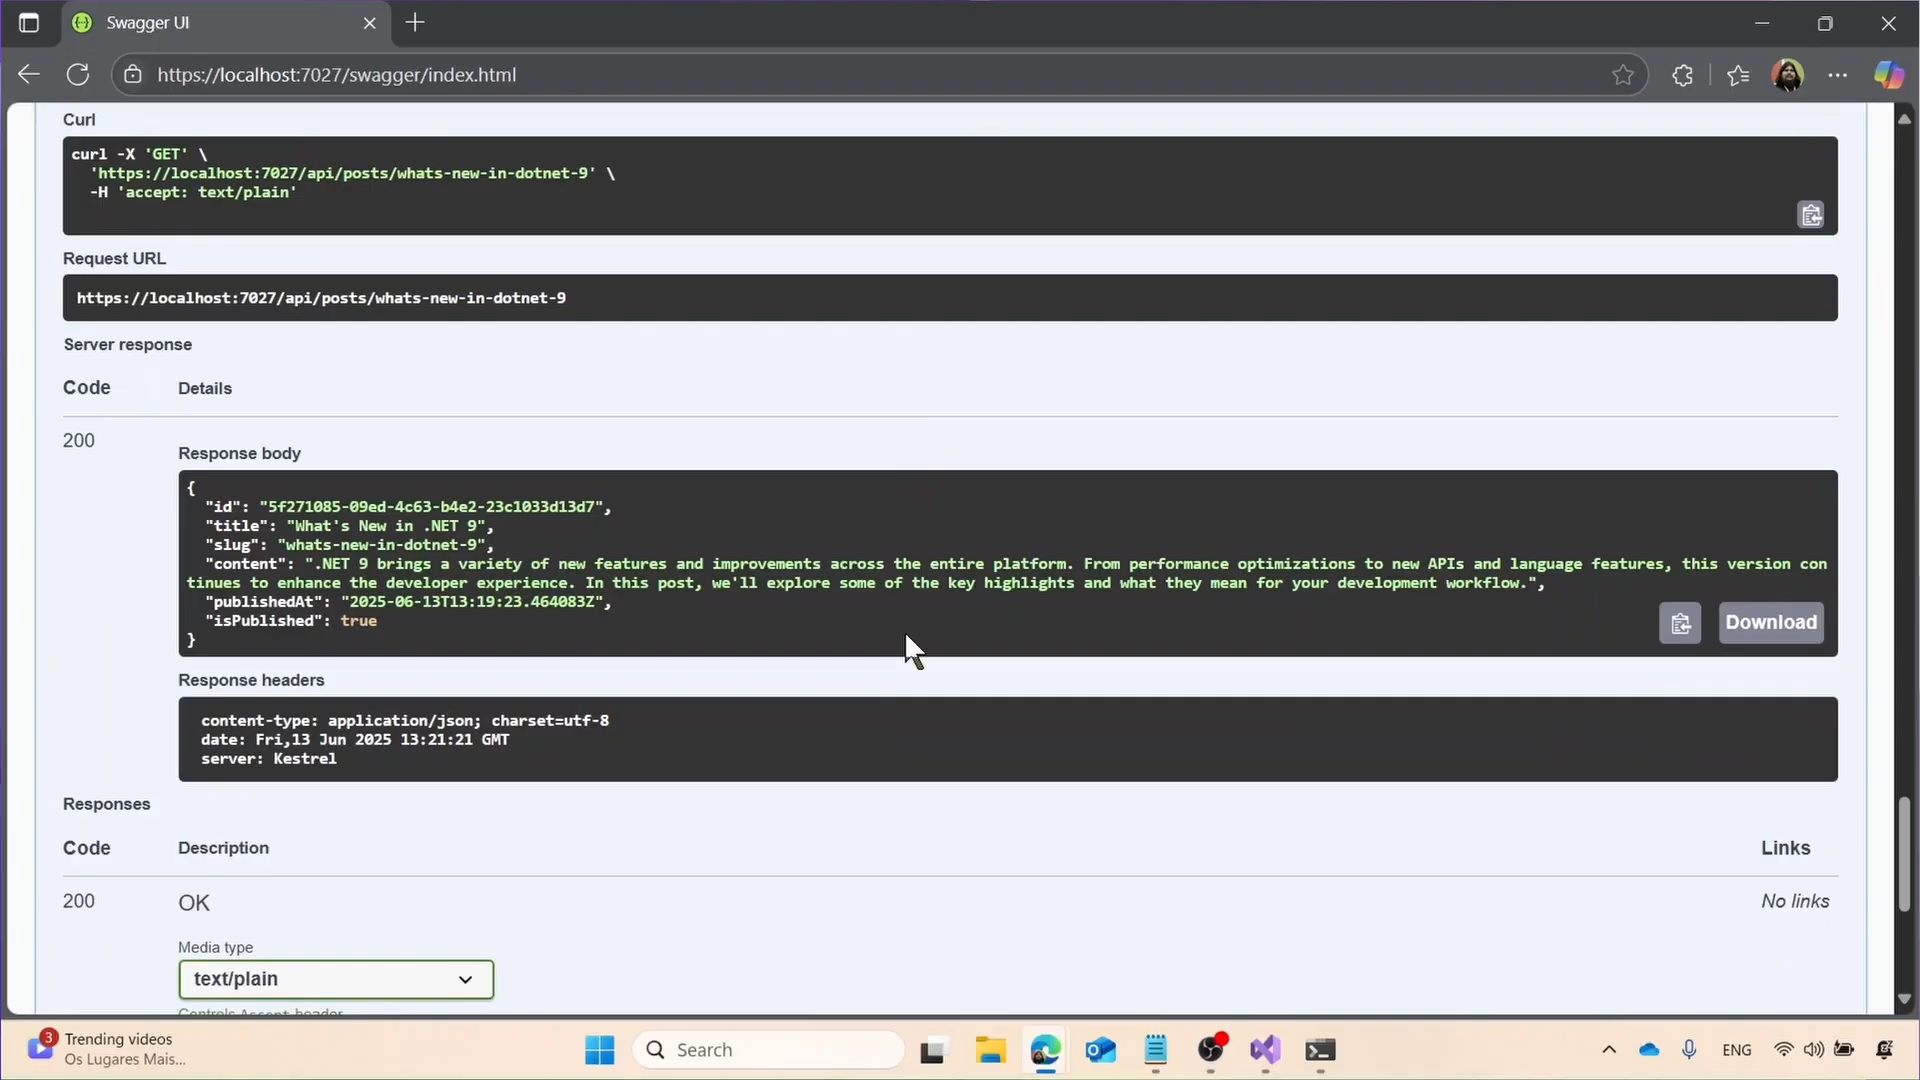 Swagger UI
https://localhost:7027/swagger/index.html
Curl
curl -X 'GET' \
'https://localhost:7027/api/posts/whats-new-in-dotnet-9' \
-H 'accept: text/plain'
Request URL
https://localhost:7027/api/posts/whats-new-in-dotnet-9
Server response
Code Details
200
Response body
{
"id": "5f271085-09ed-4c63-b4e2-23c1033d13d7",
"title": "What's New in .NET 9",
"slug": "whats-new-in-dotnet-9",
"content": ".NET 9 brings a variety of new features and improvements across the entire platform. From performance optimizations to new APIs and language features, this version con
tinues to enhance the developer experience. In this post, we'll explore some of the key highlights and what they mean for your development workflow.",
"publishedAt": "2025-06-13T13:19:23.464083Z",
"isPublished": true
}
Download
Response headers
content-type: application/json; charset=utf-8
date: Fri,13 Jun 2025 13:21:21 GMT
server: Kestrel
Responses
Code Description Links
200 OK No links
Media type
text/plain
Controls Accept header
3 Trending videos
Os Lugares Mais...
Search
ENG